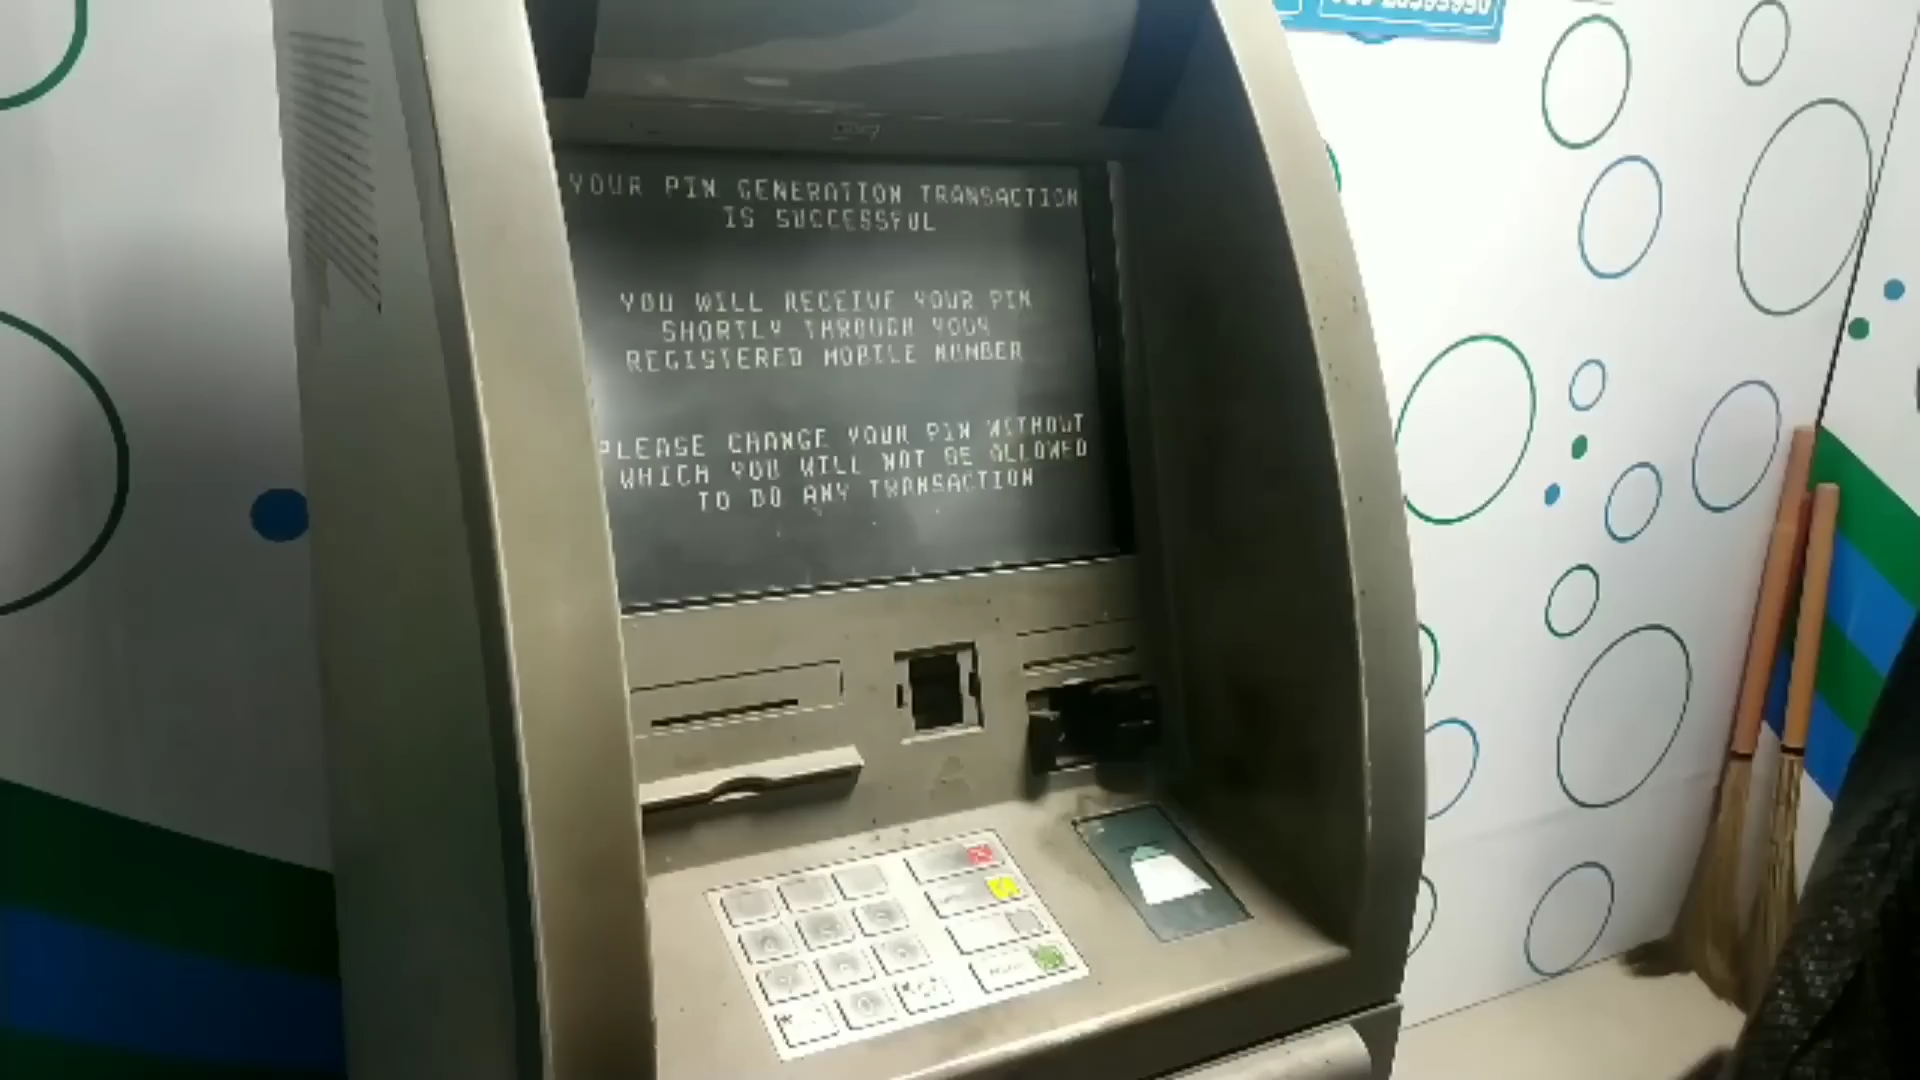 YOUR PIN GENERATION TRANSACTION
IS SUCCESSFUL
YOU WILL RECEIVE YOUR PIN
SHORTLY THROUGH YOUR
REGISTERED MOBILE NUMBER
PLEASE CHANGE YOUR PIN WITHOUT
WHICH YOU WILL NOT BE ALLOWED
TO DO ANY TRANSACTION